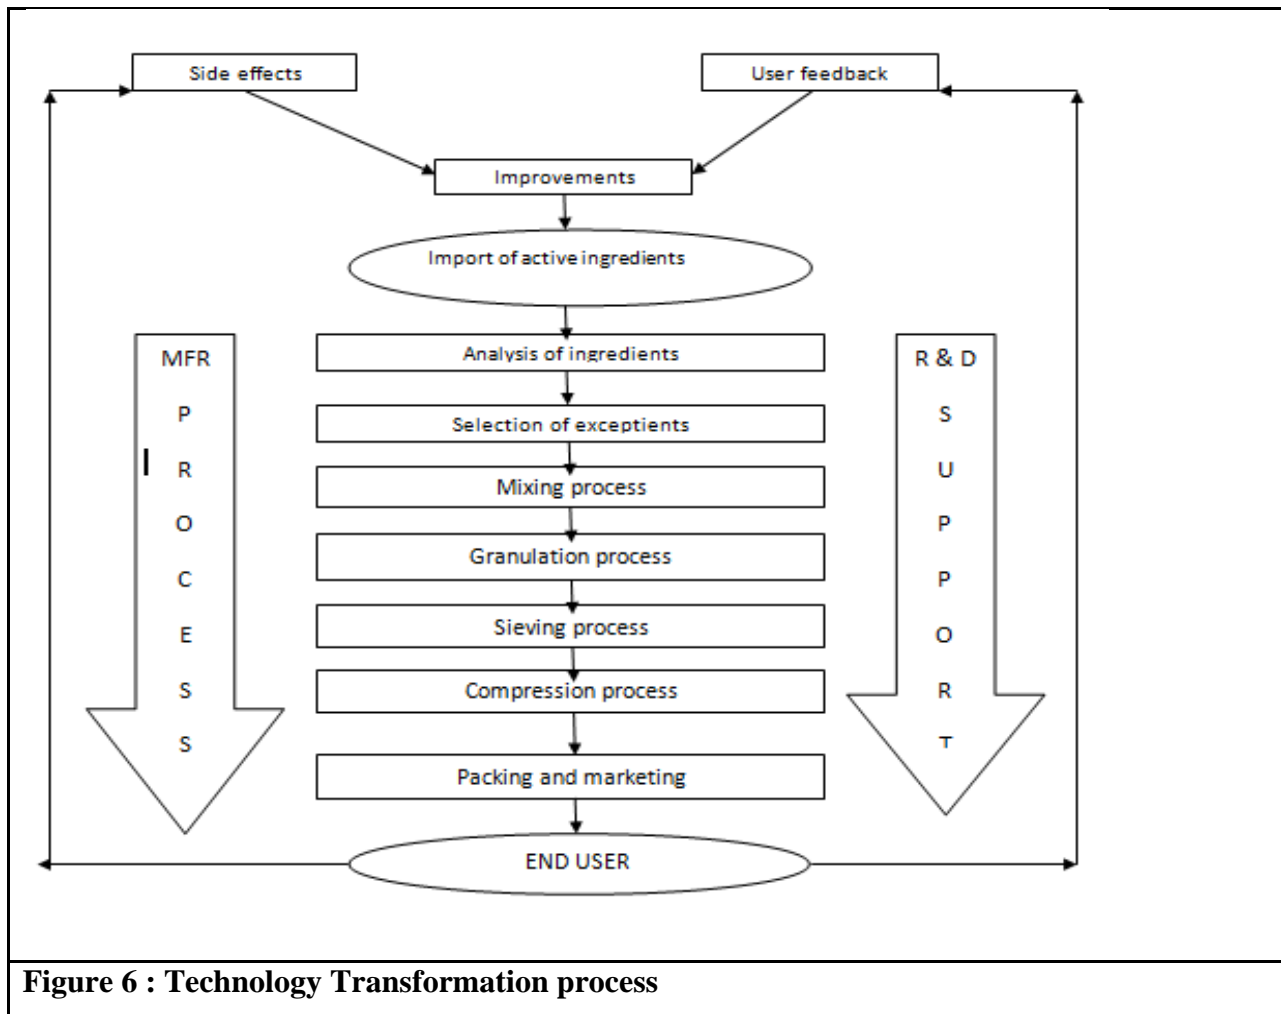 Side effects
User feedback
Improvements
Import of active ingredients
MFR
P
R
O
C
E
S
S
Analysis of ingredients
Selection of exceptients
Mixing process
Granulation process
Sieving process
Compression process
Packing and marketing
END USER
R & D
S
U
P
P
O
R
T
Figure 6 : Technology Transformation process